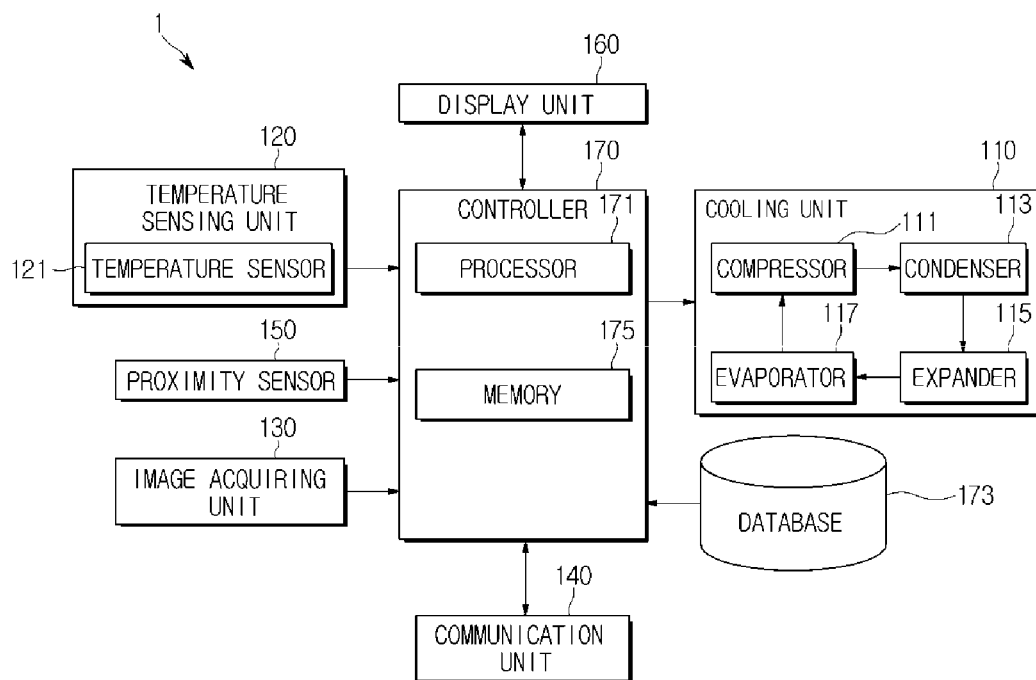 1
160
DISPLAY UNIT
120
TEMPERATURE
SENSING UNIT
121
TEMPERATURE SENSOR
170
CONTROLLER
171
PROCESSOR
175
MEMORY
110
COOLING UNIT
111
113
COMPRESSOR
CONDENSER
117
115
EVAPORATOR
EXPANDER
150
PROXIMITY SENSOR
130
IMAGE ACQUIRING
UNIT
DATABASE
173
140
COMMUNICATION
UNIT